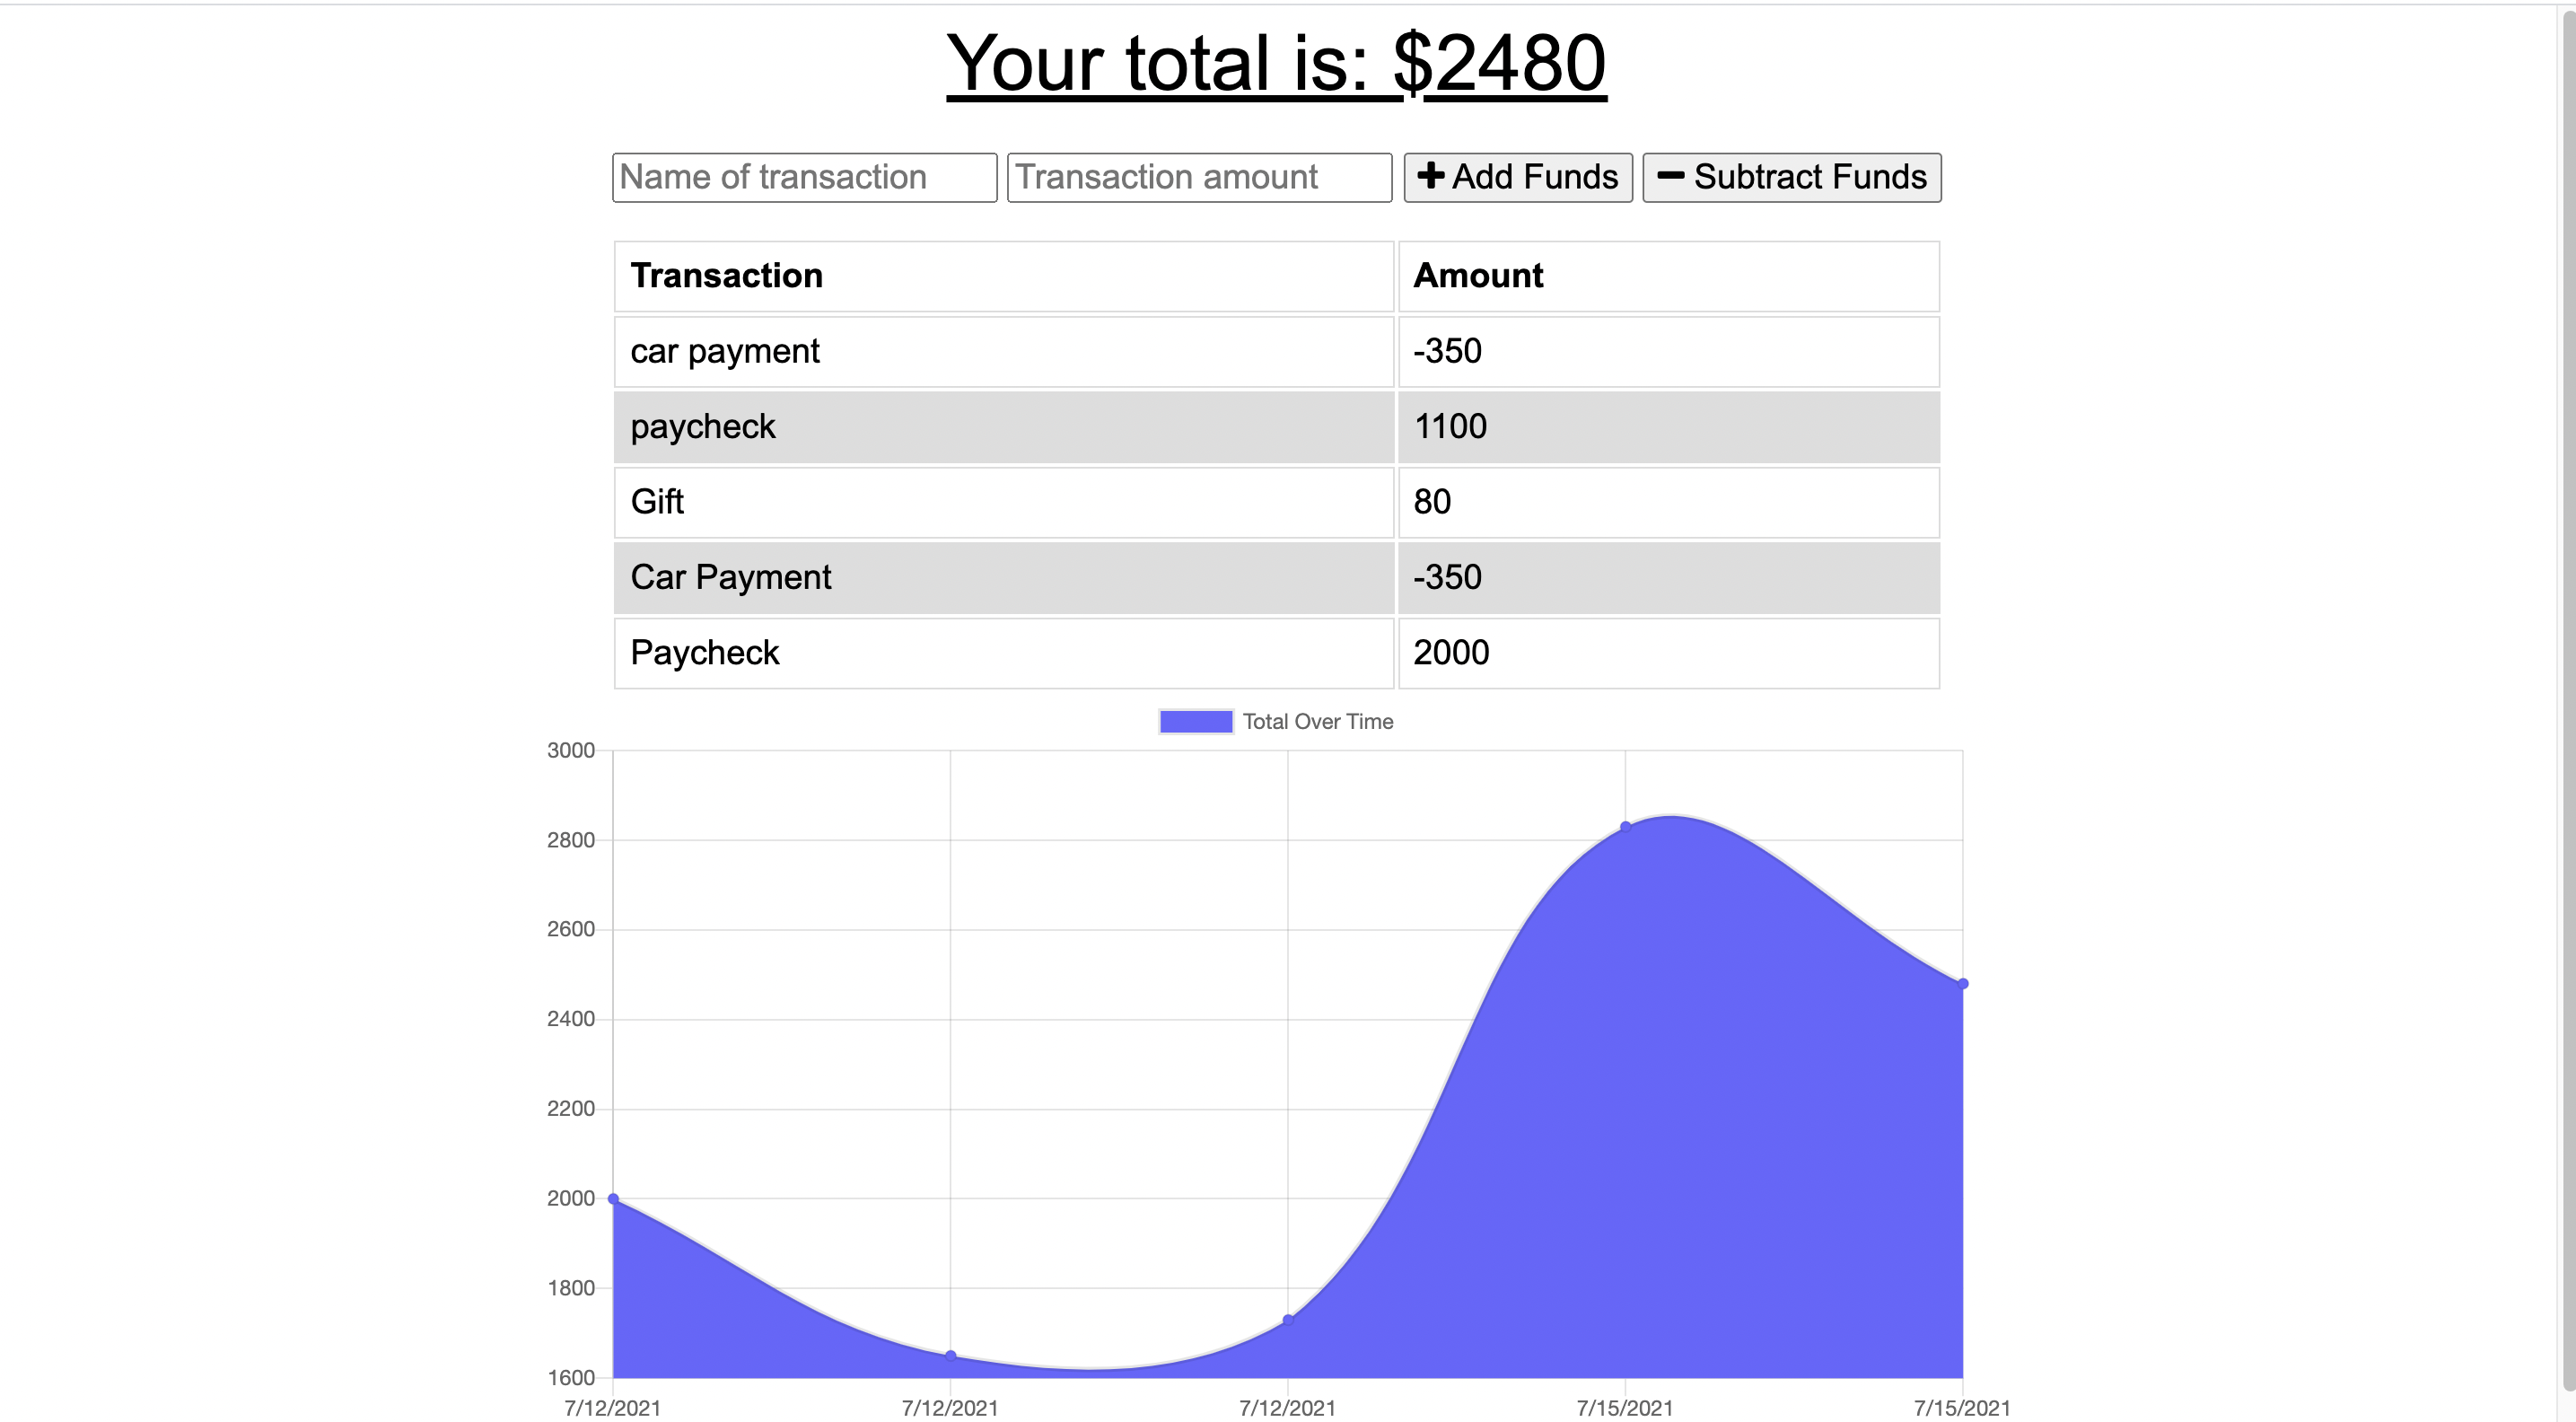 Your total is: $2480
Name of transaction Transaction amount Add Funds Subtract Funds
Transaction Amount
car payment -350
paycheck 1100
Gift 80
Car Payment -350
Paycheck 2000
Total Over Time
3000
2800
2600
2400
2200
2000
1800
1600
7/12/2021 7/12/2021 7/12/2021 7/15/2021 7/15/2021